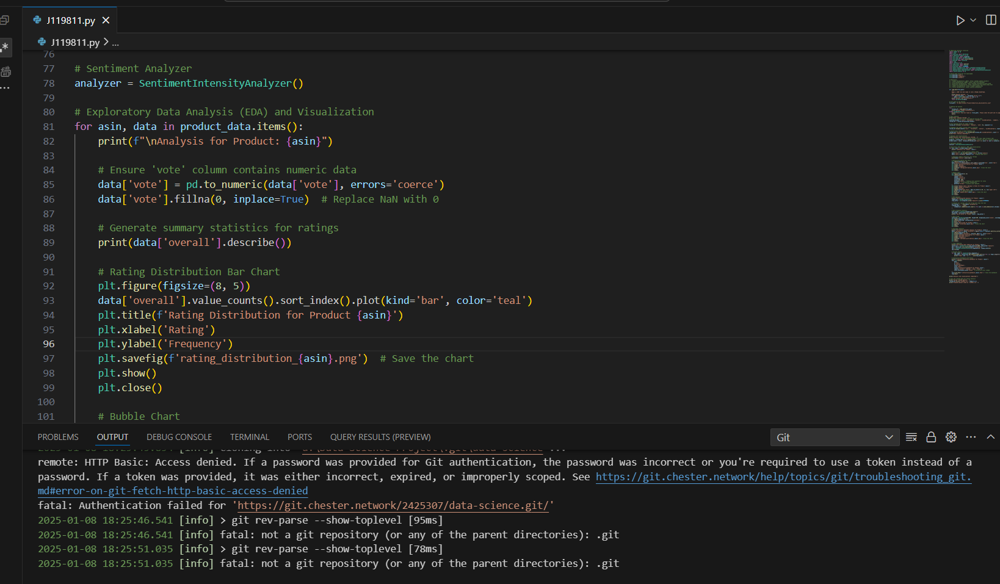 J119811.py
J119811.py > ...
76
77 # Sentiment Analyzer
78 analyzer = SentimentIntensityAnalyzer()
79
80 # Exploratory Data Analysis (EDA) and Visualization
81 for asin, data in product_data.items():
82     print(f"\nAnalysis for Product: {asin}")
83
84     # Ensure 'vote' column contains numeric data
85     data['vote'] = pd.to_numeric(data['vote'], errors='coerce')
86     data['vote'].fillna(0, inplace=True)  # Replace NaN with 0
87
88     # Generate summary statistics for ratings
89     print(data['overall'].describe())
90
91     # Rating Distribution Bar Chart
92     plt.figure(figsize=(8, 5))
93     data['overall'].value_counts().sort_index().plot(kind='bar', color='teal')
94     plt.title(f'Rating Distribution for Product {asin}')
95     plt.xlabel('Rating')
96     plt.ylabel('Frequency')
97     plt.savefig(f'rating_distribution_{asin}.png')  # Save the chart
98     plt.show()
99     plt.close()
100
101     # Bubble Chart
PROBLEMS OUTPUT DEBUG CONSOLE TERMINAL PORTS QUERY RESULTS (PREVIEW) Git
remote: HTTP Basic: Access denied. If a password was provided for Git authentication, the password was incorrect or you're required to use a token instead of a
password. If a token was provided, it was either incorrect, expired, or improperly scoped. See https://git.chester.network/help/topics/git/troubleshooting_git.
md#error-on-git-fetch-http-basic-access-denied
fatal: Authentication failed for 'https://git.chester.network/2425307/data-science.git/'
2025-01-08 18:25:46.541 [info] > git rev-parse --show-toplevel [95ms]
2025-01-08 18:25:46.541 [info] fatal: not a git repository (or any of the parent directories): .git
2025-01-08 18:25:51.035 [info] > git rev-parse --show-toplevel [78ms]
2025-01-08 18:25:51.035 [info] fatal: not a git repository (or any of the parent directories): .git